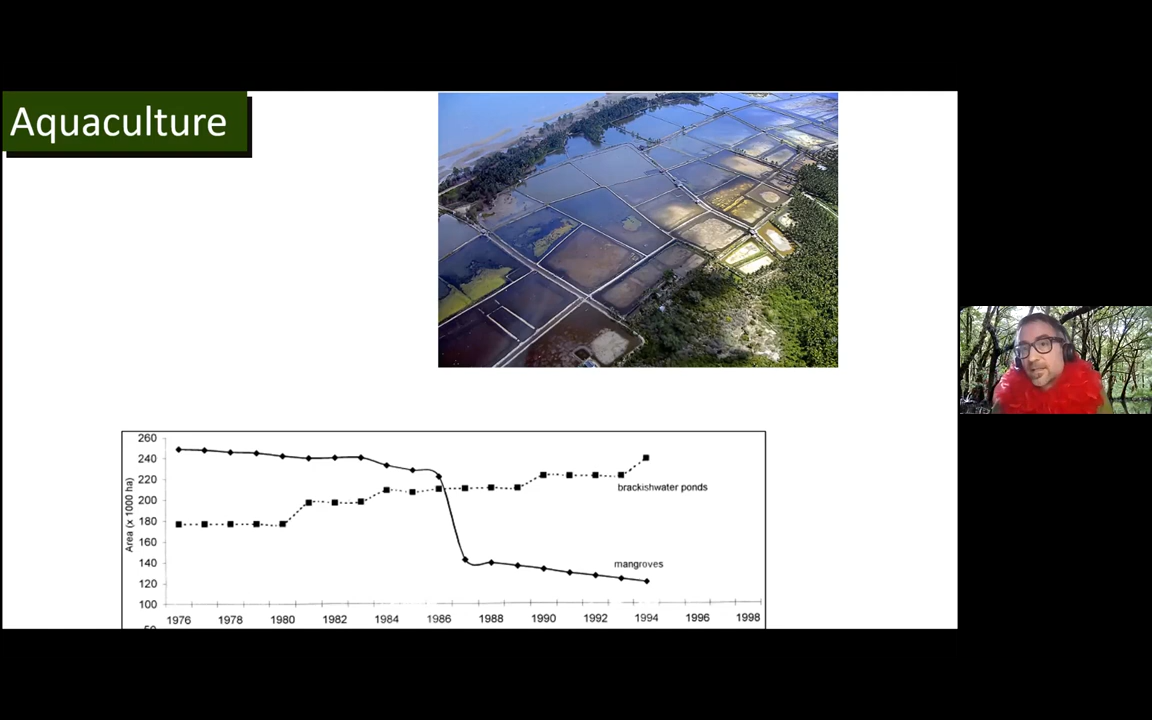 Aquaculture
260
240
220
200
180
160
140
120
100
Area (x 1000 ha)
brackishwater ponds
mangroves
1976 1978 1980 1982 1984 1986 1988 1990 1992 1994 1996 1998